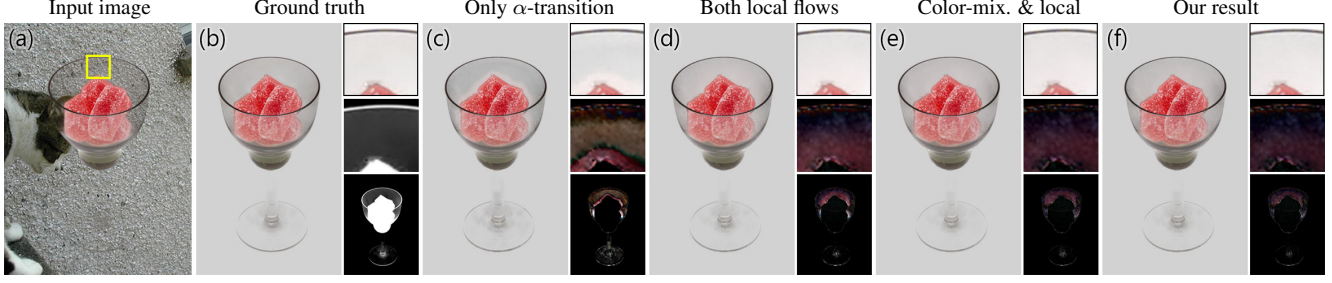 Input image
Ground truth
Only α-transition
Both local flows
Color-mix. & local
Our result
(a)
(b)
(c)
(d)
(e)
(f)